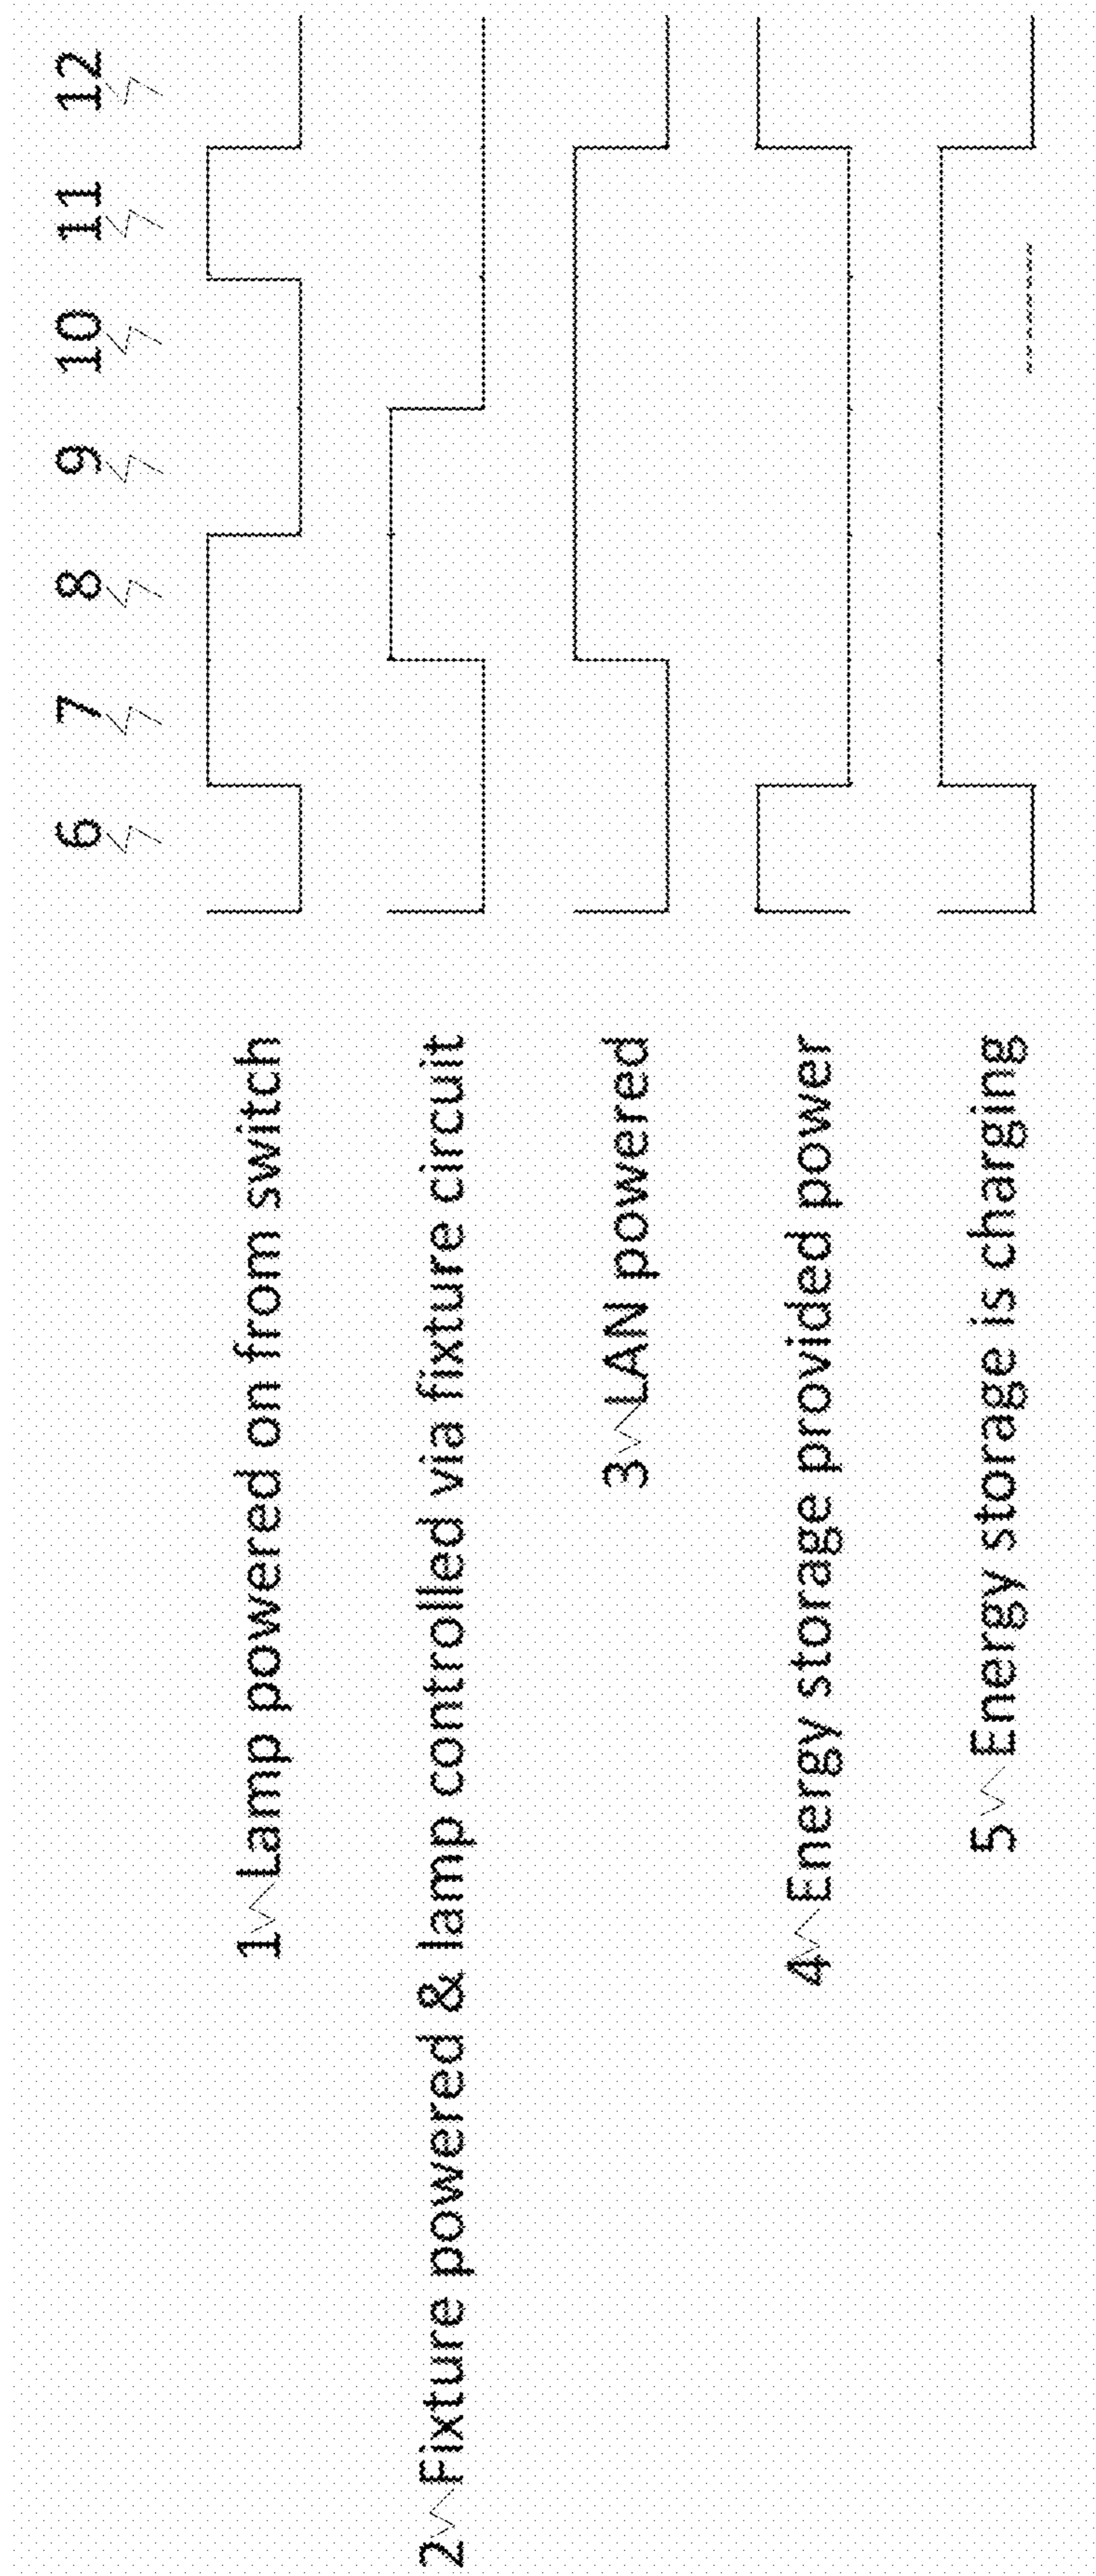 6 7 8 9 10 11 12
1 Lamp powered on from switch
2 Fixture powered & lamp controlled via fixture circuit
3 LAN powered
4 Energy storage provided power
5 Energy storage is charging